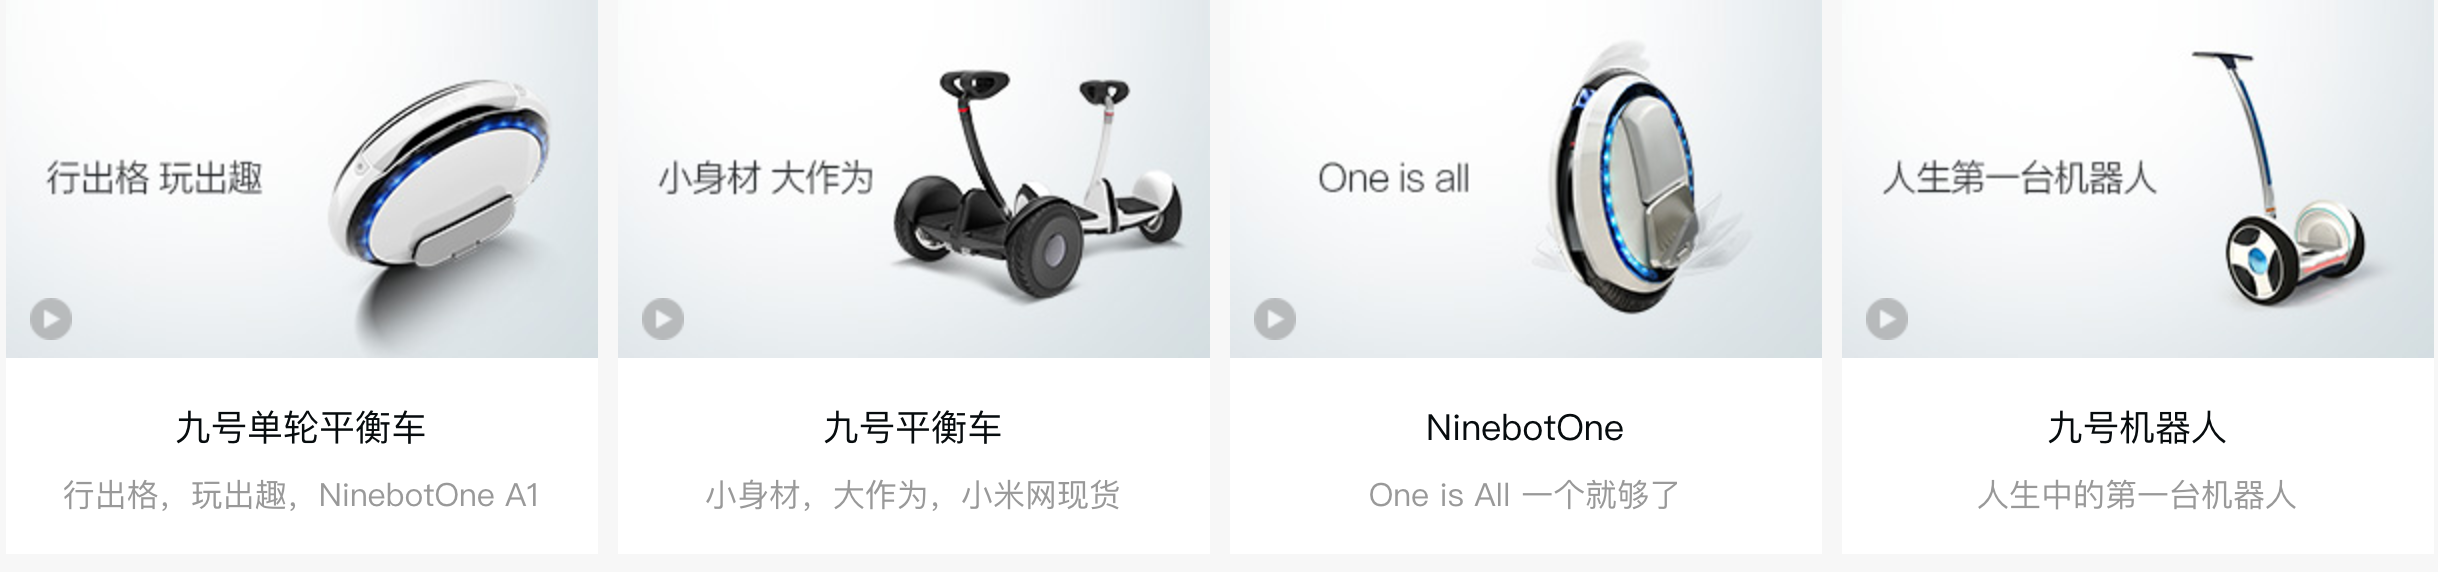 行出格 玩出趣
小身材 大作为
One is all
人生第一台机器人
九号单轮平衡车
行出格，玩出趣，NinebotOne A1
九号平衡车
小身材，大作为，小米网现货
NinebotOne
One is All 一个就够了
九号机器人
人生中的第一台机器人